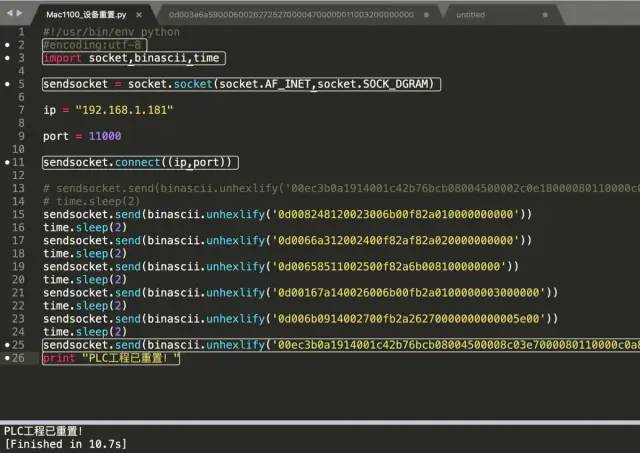 Mac1100_设备重置.py
0d003e6a590006002627252700004700000011003200000000
untitled
1 #!/usr/bin/env python
2 #encoding:utf-8
3 import socket,binascii,time
4
5 sendsocket = socket.socket(socket.AF_INET,socket.SOCK_DGRAM)
6
7 ip = "192.168.1.181"
8
9 port = 11000
10
11 sendsocket.connect((ip,port))
12
13 # sendsocket.send(binascii.unhexlify('00ec3b0a1914001c42b76bcb08004500002c0e18000080110000c
14 # time.sleep(2)
15 sendsocket.send(binascii.unhexlify('0d008248120023006b00f82a010000000000'))
16 time.sleep(2)
17 sendsocket.send(binascii.unhexlify('0d0066a312002400f82af82a020000000000'))
18 time.sleep(2)
19 sendsocket.send(binascii.unhexlify('0d00658511002500f82a6b008100000000'))
20 time.sleep(2)
21 sendsocket.send(binascii.unhexlify('0d00167a140026006b00fb2a0100000003000000'))
22 time.sleep(2)
23 sendsocket.send(binascii.unhexlify('0d006b0914002700fb2a26270000000000005e00'))
24 time.sleep(2)
25 sendsocket.send(binascii.unhexlify('00ec3b0a1914001c42b76bcb08004500008c03e7000080110000c0a8
26 print "PLC工程已重置！"
PLC工程已重置！
[Finished in 10.7s]